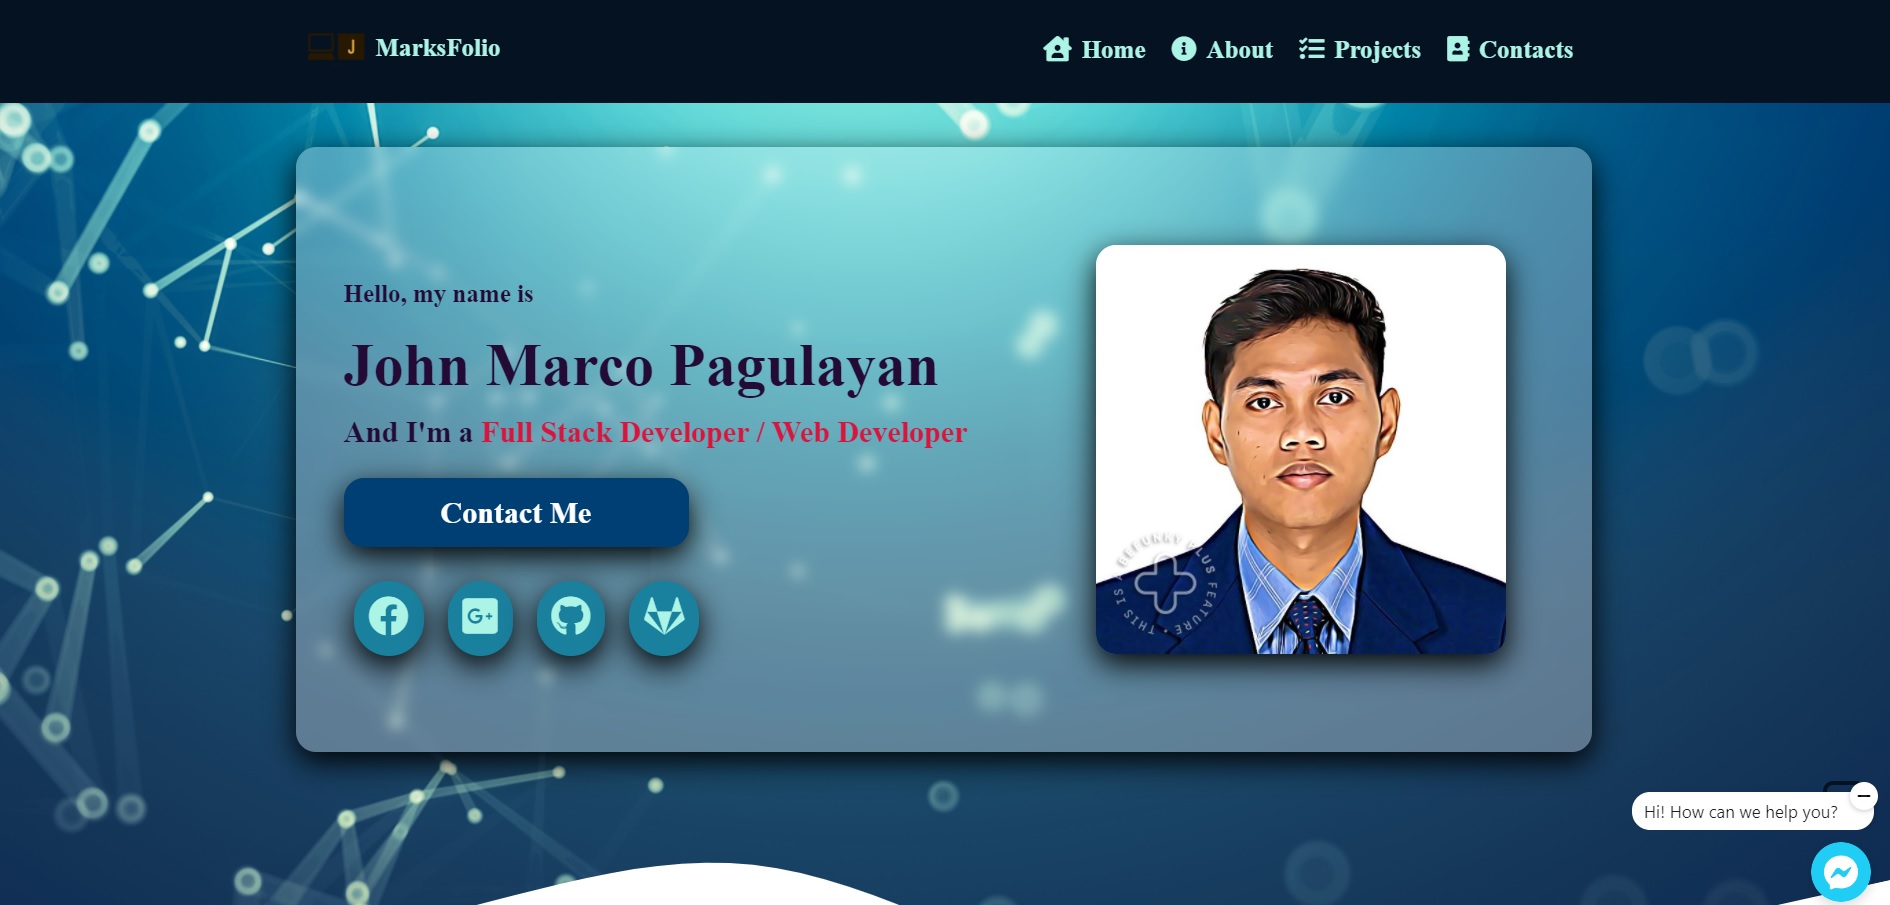 J MarksFolio
Home About Projects Contacts
Hello, my name is
John Marco Pagulayan
And I'm a Full Stack Developer / Web Developer
Contact Me
G+
THIS IS A BEFUNKY PLUS FEATURE •
Hi! How can we help you?